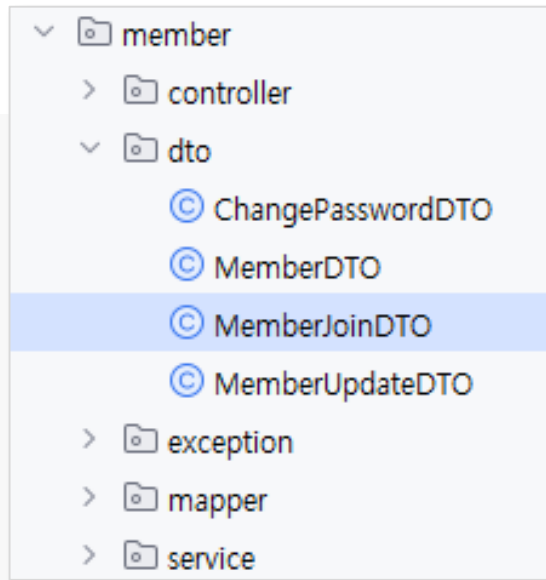 member
controller
dto
ChangePasswordDTO
MemberDTO
MemberJoinDTO
MemberUpdateDTO
exception
mapper
service